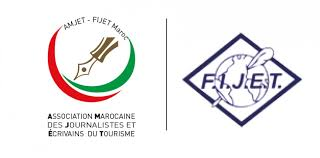 AMJET - FIJET Maroc
ASSOCIATION MAROCAINE
DES JOURNALISTES ET
ÉCRIVAINS DU TOURISME
F.I.J.E.T.